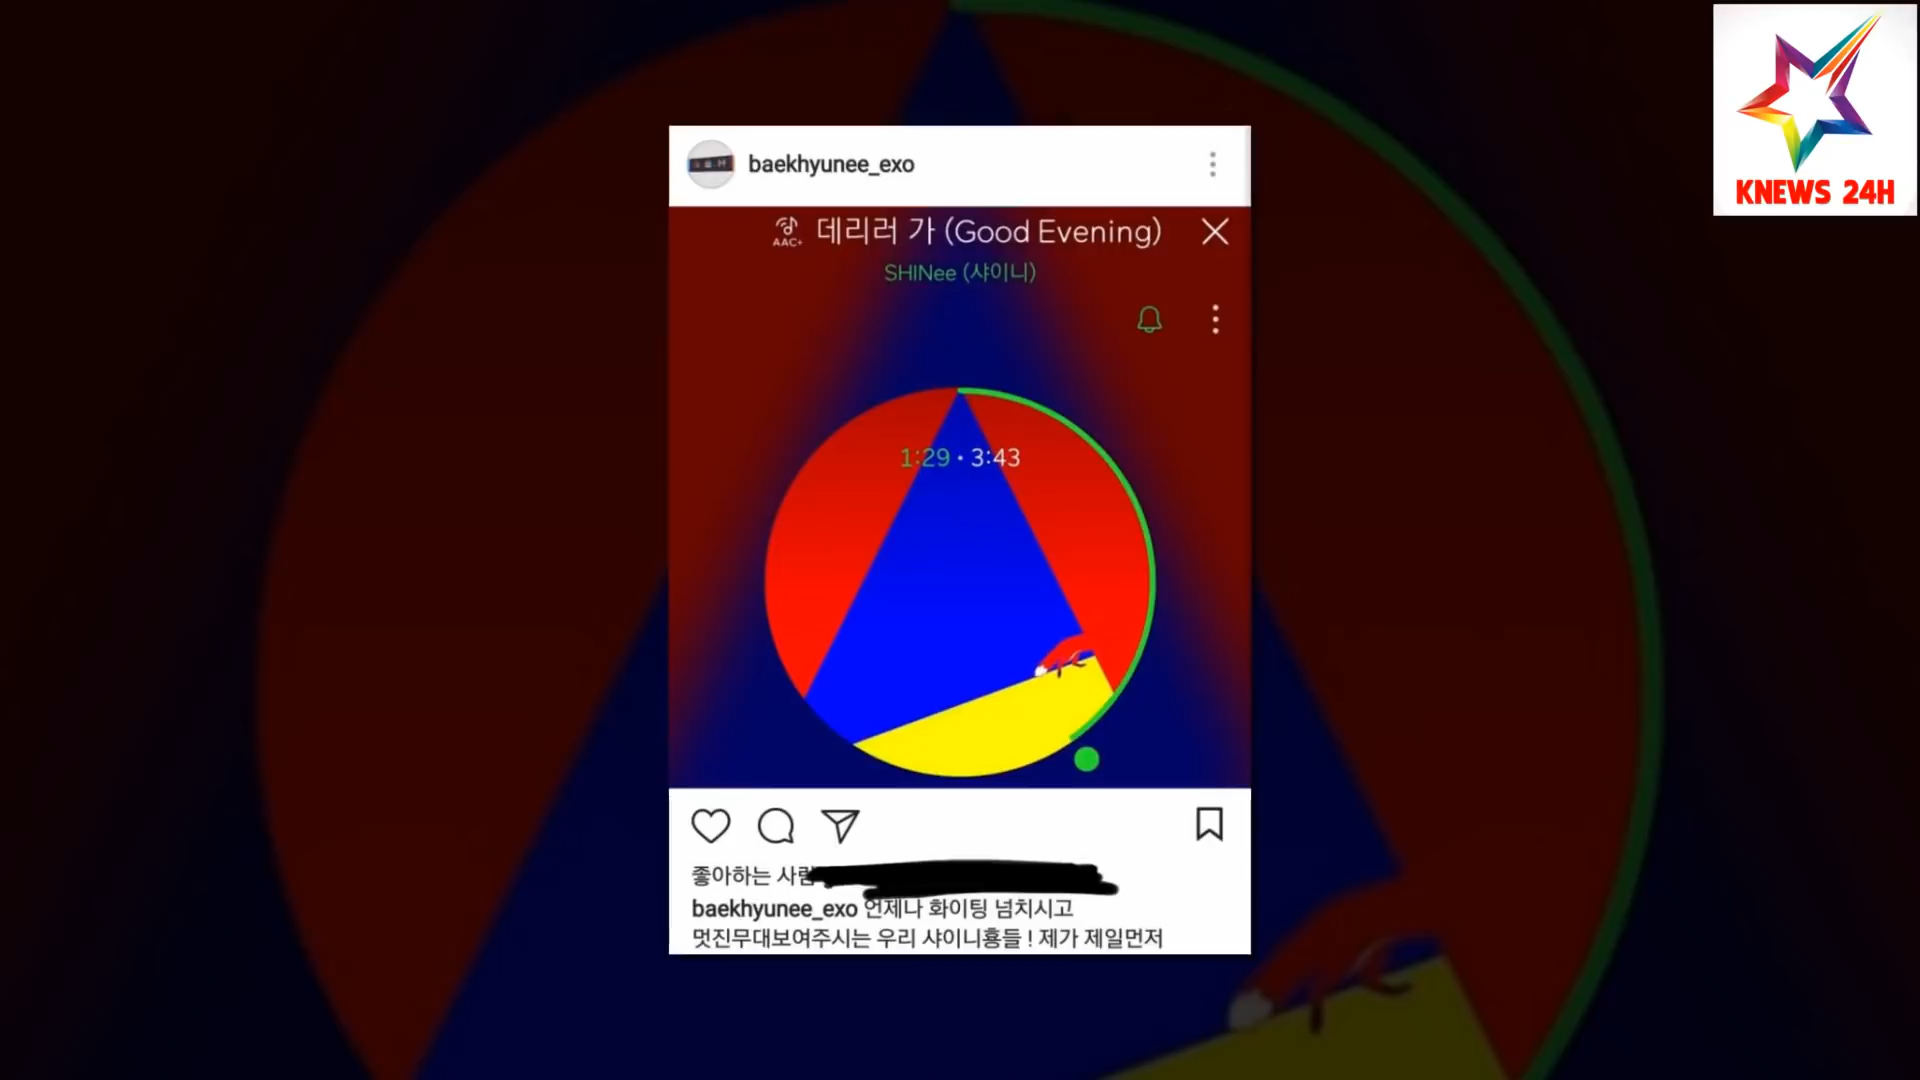 KNEWS 24H
baekhyunee_exo
AAC+ 데리러 가 (Good Evening)
SHINee (샤이니)
1:29 • 3:43
좋아하는 사람
baekhyunee_exo 언제나 화이팅 넘치시고
멋진무대보여주시는 우리 샤이니횽들 ! 제가 제일먼저